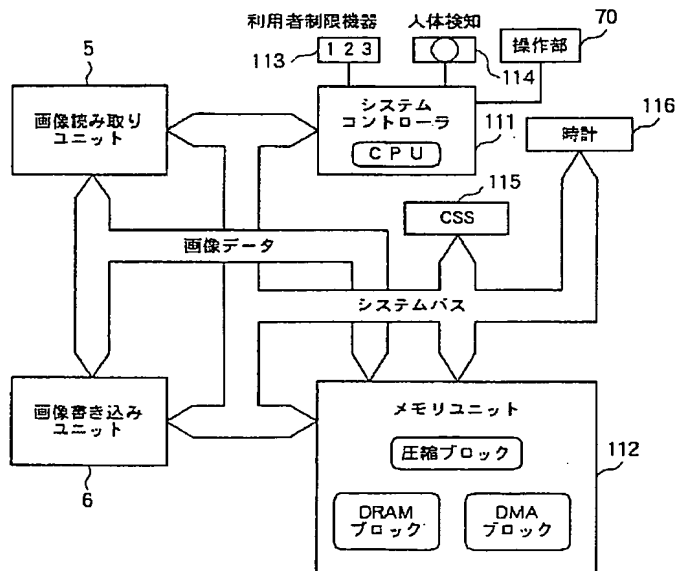 利用者制限機器
人体検知
113
1 2 3
114
操作部
70
5
画像読み取り
ユニット
システム
コントローラ
CPU
111
時計
116
115
CSS
画像データ
システムバス
画像書き込み
ユニット
6
メモリユニット
圧縮ブロック
112
DRAM
ブロック
DMA
ブロック